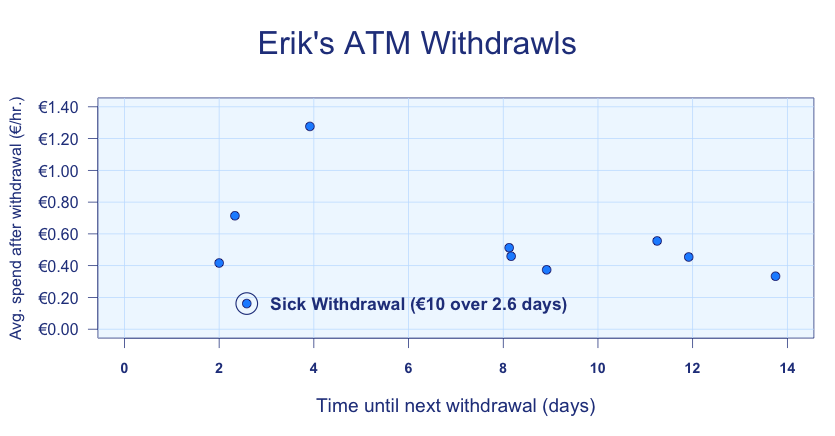 Erik's ATM Withdrawls
Avg. spend after withdrawal (€/hr.)
€1.40
€1.20
€1.00
€0.80
€0.60
€0.40
€0.20
€0.00
Sick Withdrawal (€10 over 2.6 days)
0 2 4 6 8 10 12 14
Time until next withdrawal (days)